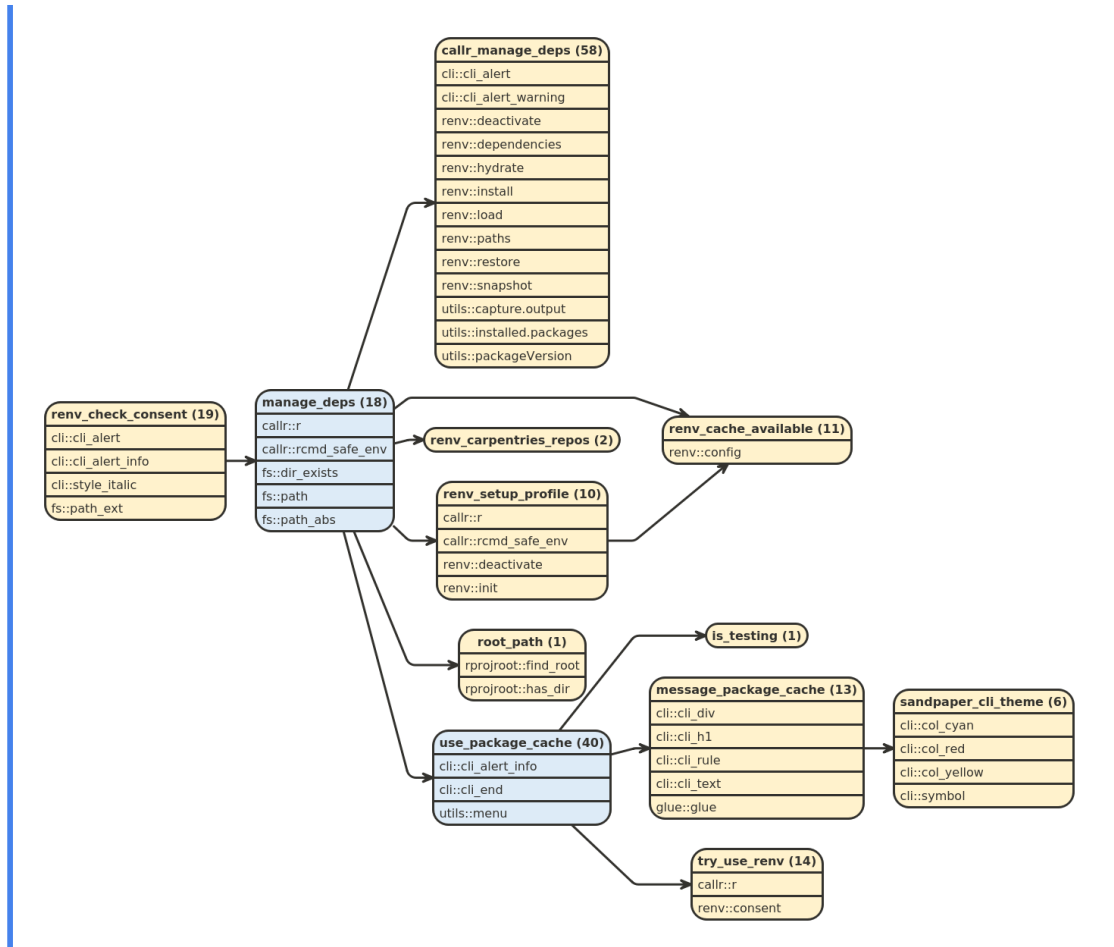 callr_manage_deps (58)
cli::cli_alert
cli::cli_alert_warning
renv::deactivate
renv::dependencies
renv::hydrate
renv::install
renv::load
renv::paths
renv::restore
renv::snapshot
utils::capture.output
utils::installed.packages
utils::packageVersion
renv_check_consent (19)
cli::cli_alert
cli::cli_alert_info
cli::style_italic
fs::path_ext
manage_deps (18)
callr::r
callr::rcmd_safe_env
fs::dir_exists
fs::path
fs::path_abs
renv_carpentries_repos (2)
renv_cache_available (11)
renv::config
renv_setup_profile (10)
callr::r
callr::rcmd_safe_env
renv::deactivate
renv::init
root_path (1)
rprojroot::find_root
rprojroot::has_dir
is_testing (1)
use_package_cache (40)
cli::cli_alert_info
cli::cli_end
utils::menu
message_package_cache (13)
cli::cli_div
cli::cli_h1
cli::cli_rule
cli::cli_text
glue::glue
sandpaper_cli_theme (6)
cli::col_cyan
cli::col_red
cli::col_yellow
cli::symbol
try_use_renv (14)
callr::r
renv::consent